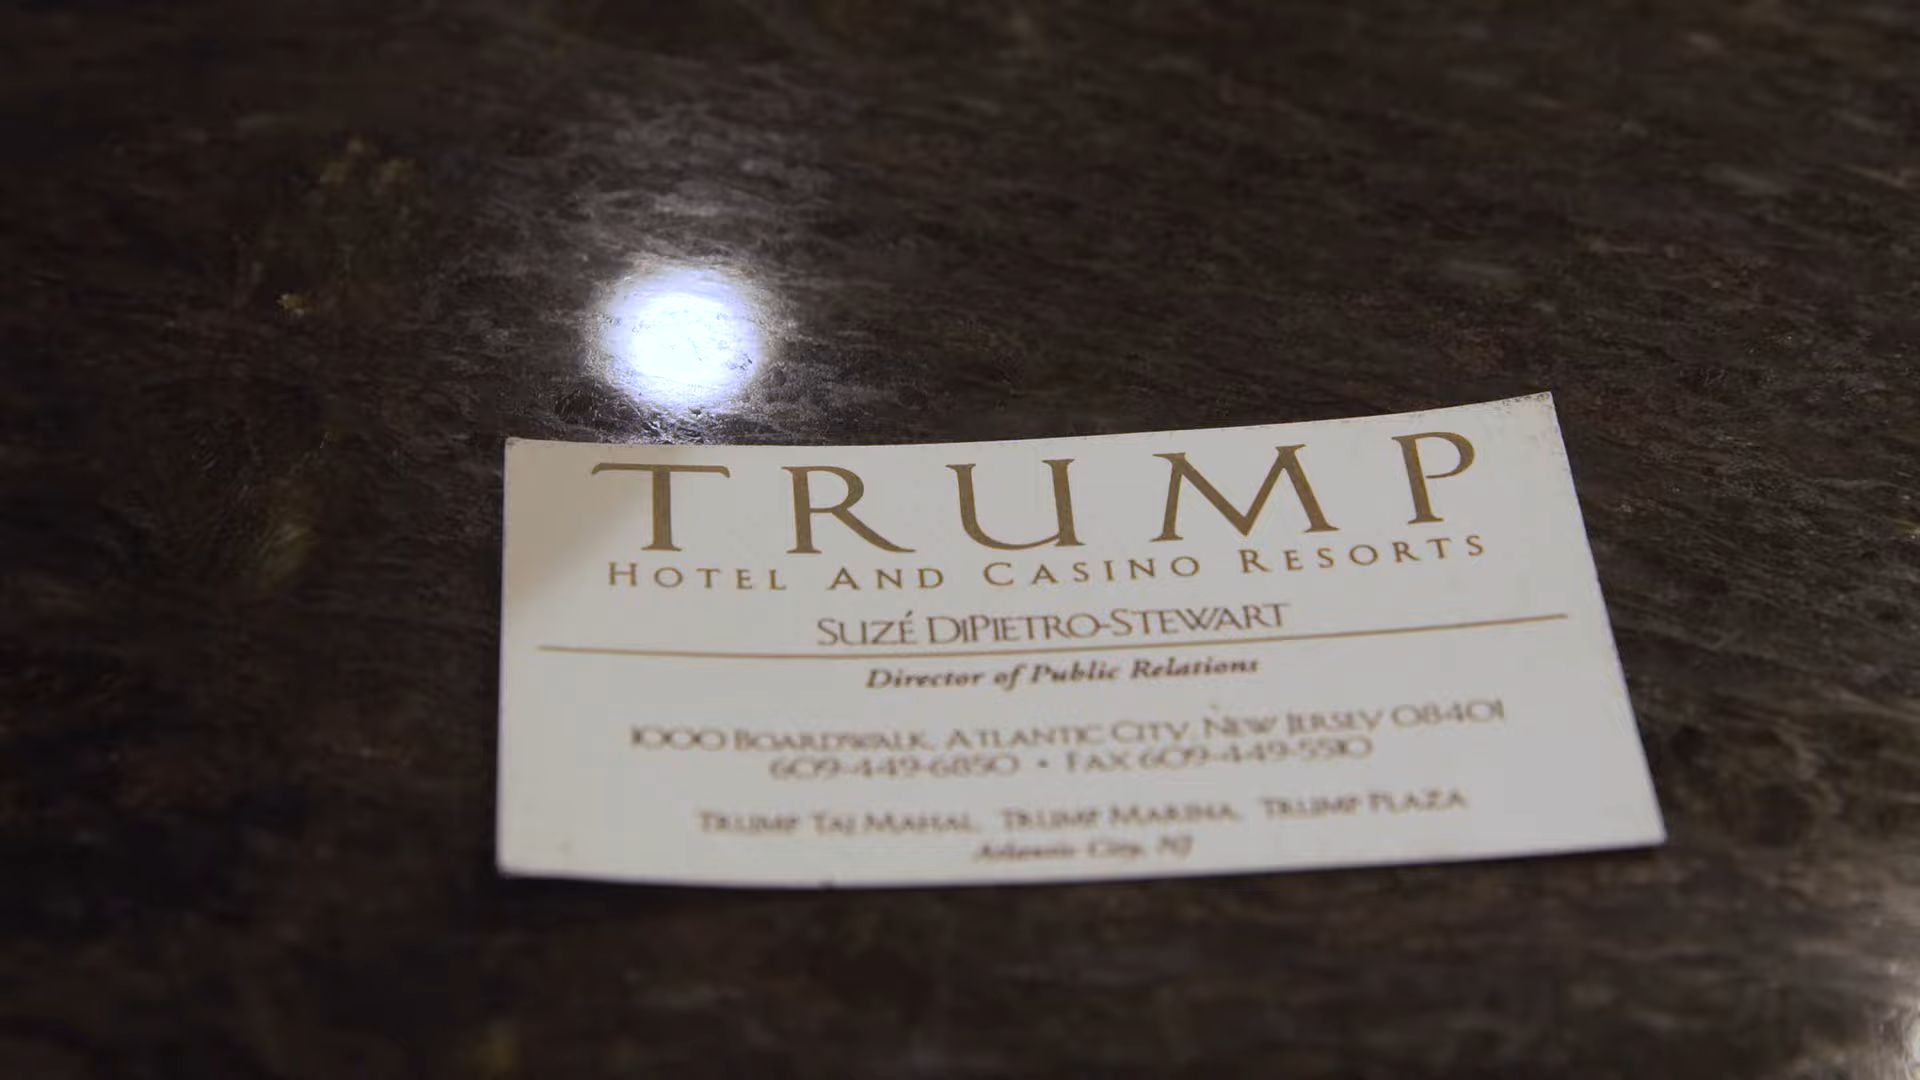 TRUMP
HOTEL AND CASINO RESORTS
SUZÉ DIPIETRO-STEWART
Director of Public Relations
1000 BOARDWALK, ATLANTIC CITY, NEW JERSEY 08401
609-449-6850 • FAX 609-449-5510
TRUMP TAJ MAHAL, TRUMP MARINA, TRUMP PLAZA
Atlantic City, NJ